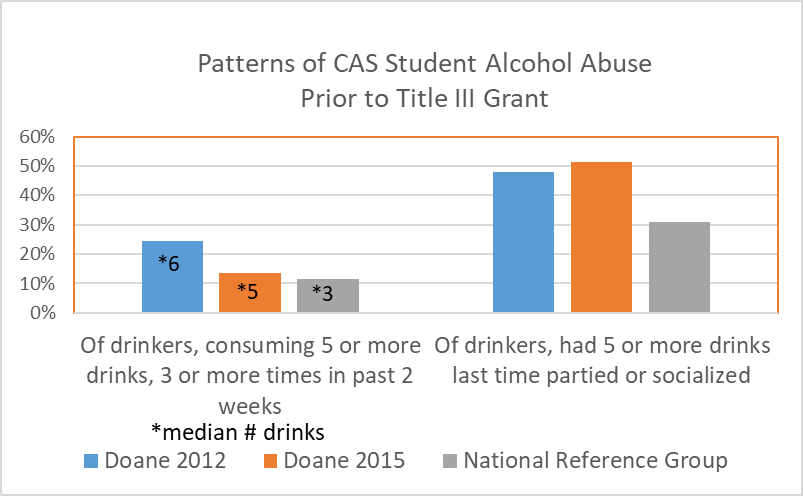 Patterns of CAS Student Alcohol Abuse
Prior to Title III Grant
60%
50%
40%
30%
20%
10%
0%
*6
*5
*3
Of drinkers, consuming 5 or more
drinks, 3 or more times in past 2
weeks
Of drinkers, had 5 or more drinks
last time partied or socialized
*median # drinks
Doane 2012
Doane 2015
National Reference Group